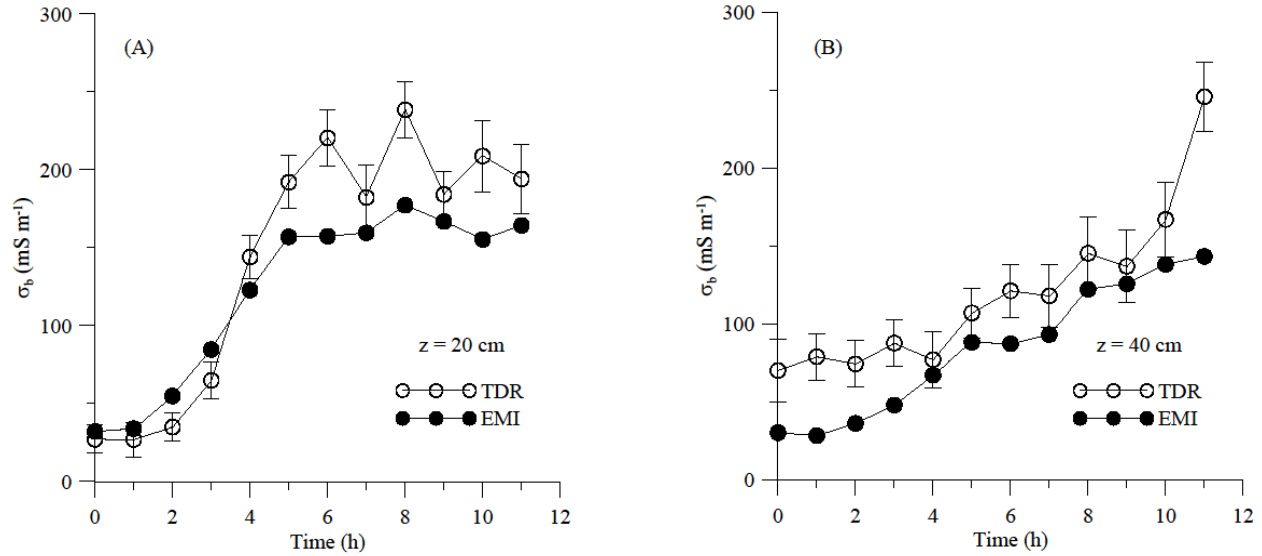 300
200
100
0
σb (mS m-1)
(A)
z = 20 cm
TDR
EMI
0 2 4 6 8 10 12
Time (h)
300
200
100
0
σb (mS m-1)
(B)
z = 40 cm
TDR
EMI
0 2 4 6 8 10 12
Time (h)